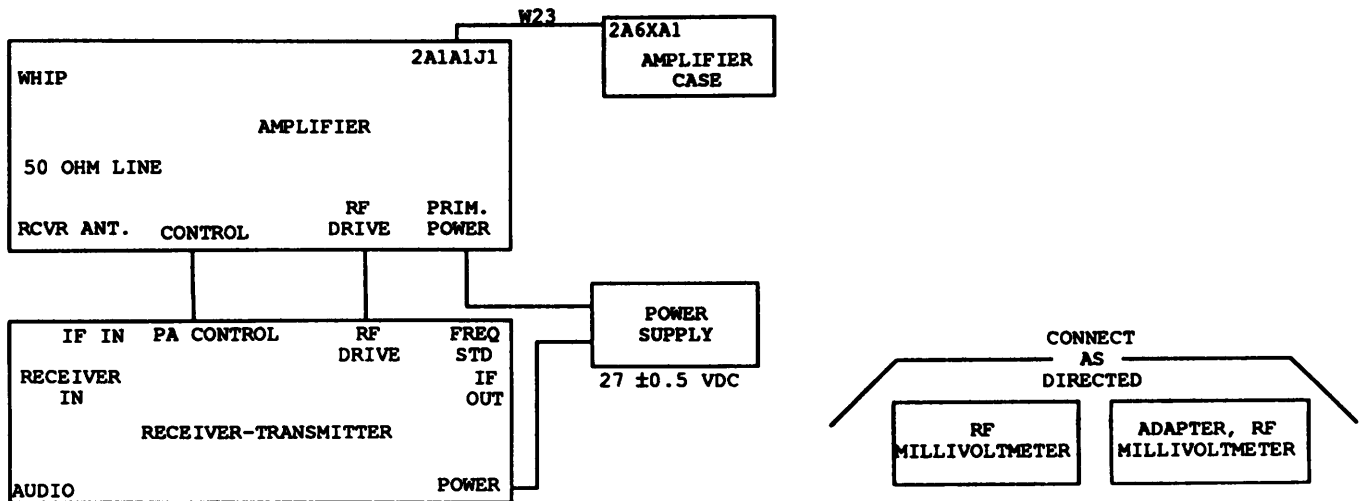 W23
2A6XA1
AMPLIFIER
CASE
2A1A1J1
WHIP
AMPLIFIER
50 OHM LINE
RCVR ANT.
CONTROL
RF
DRIVE
PRIM.
POWER
IF IN
PA CONTROL
RF
DRIVE
FREQ
STD
RECEIVER
IN
IF
OUT
RECEIVER-TRANSMITTER
AUDIO
POWER
POWER
SUPPLY
27 ±0.5 VDC
CONNECT
AS
DIRECTED
RF
MILLIVOLTMETER
ADAPTER, RF
MILLIVOLTMETER